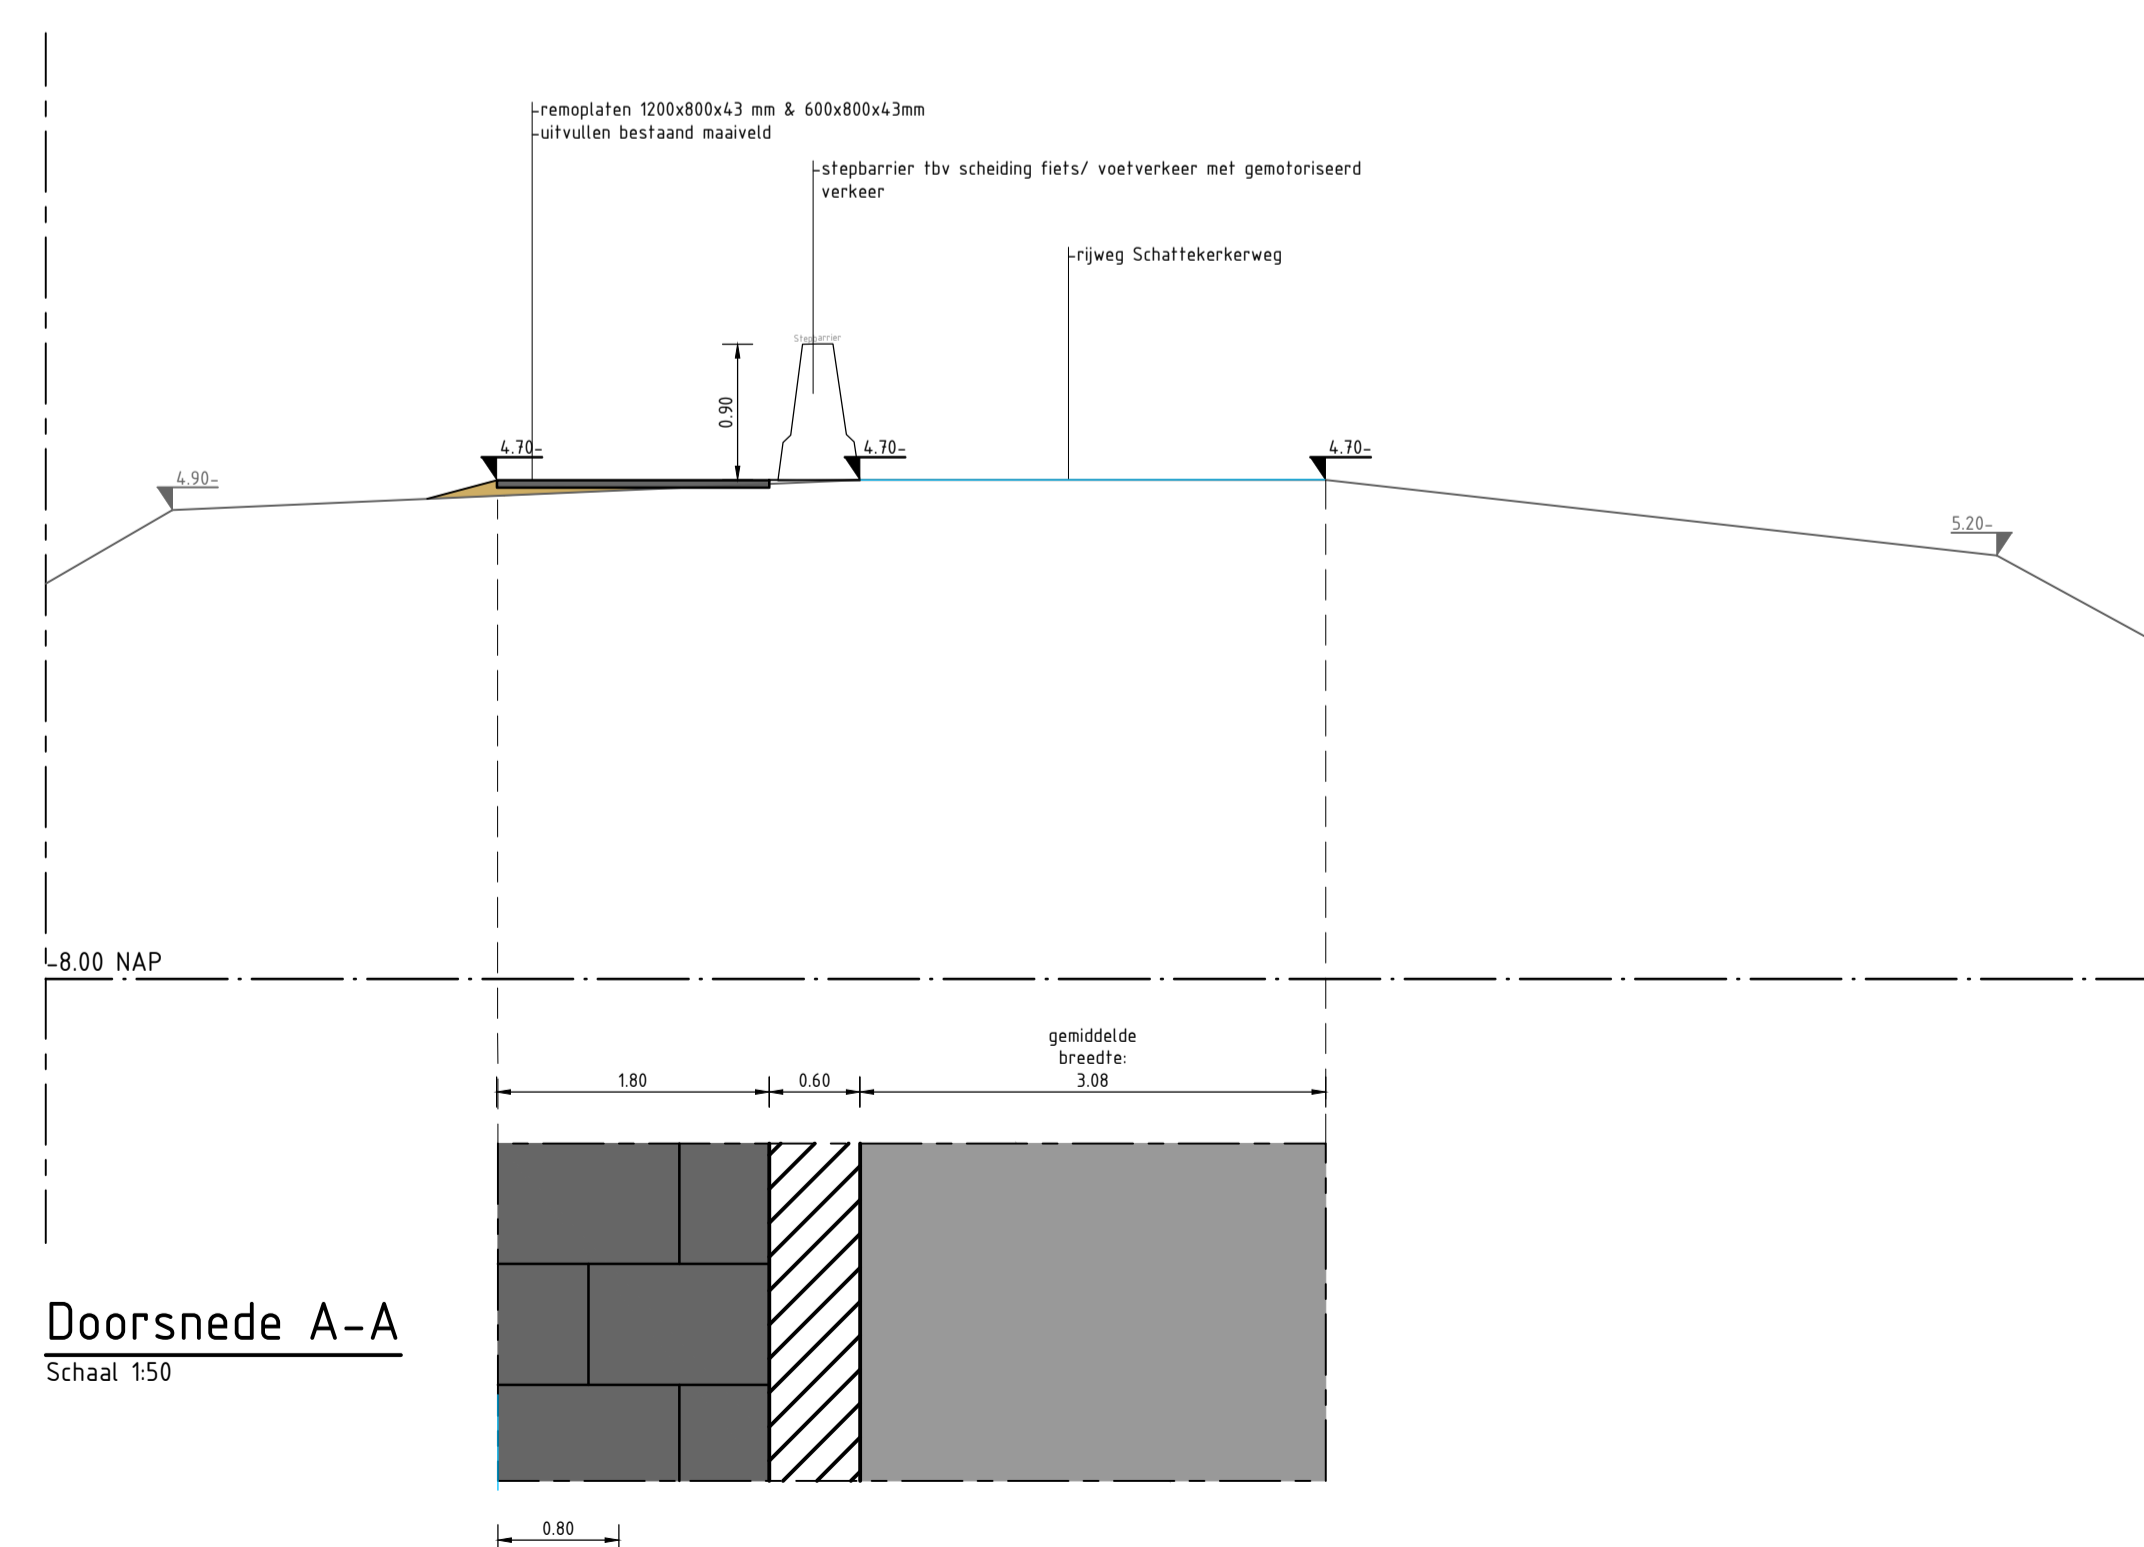 -remoplaten 1200x800x43 mm & 600x800x43mm
-uitvullen bestaand maaiveld
-stepbarrier tbv scheiding fiets/ voetverkeer met gemotoriseerd
verkeer
-rijweg Schattekerkerweg
Stepbarrier
0.90
4.70-
4.70-
4.70-
4.90-
5.20-
-8.00 NAP
gemiddelde
breedte:
1.80
0.60
3.08
Doorsnede A-A
Schaal 1:50
0.80